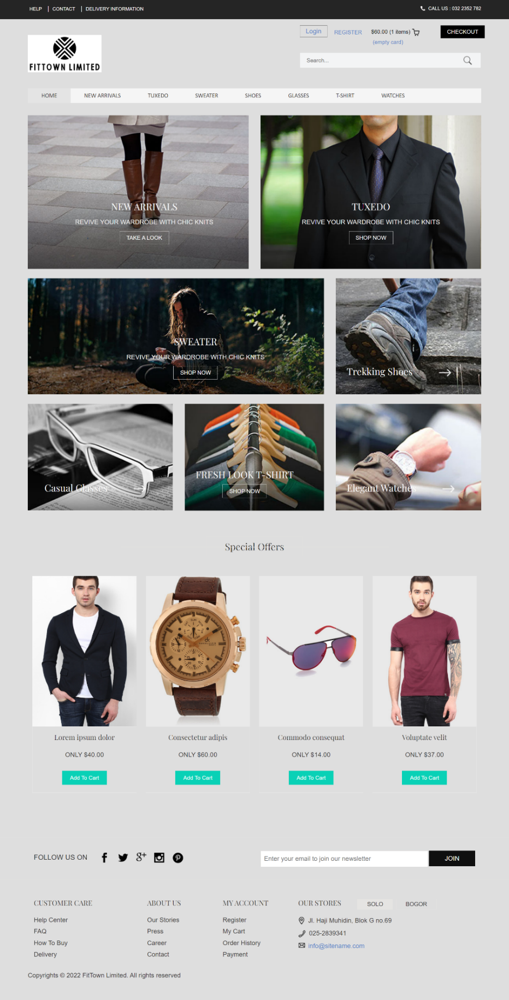 HELP | CONTACT | DELIVERY INFORMATION
CALL US : 032 2352 782
Login REGISTER $60.00 (1 items) CHECKOUT
(empty card)
FITTOWN LIMITED
Search...
HOME NEW ARRIVALS TUXEDO SWEATER SHOES GLASSES T-SHIRT WATCHES
NEW ARRIVALS
REVIVE YOUR WARDROBE WITH CHIC KNITS
TAKE A LOOK
TUXEDO
REVIVE YOUR WARDROBE WITH CHIC KNITS
SHOP NOW
SWEATER
REVIVE YOUR WARDROBE WITH CHIC KNITS
SHOP NOW
Trekking Shoes
Casual Glasses
FRESH LOOK T-SHIRT
SHOP NOW
Elegant Watches
Special Offers
Lorem ipsum dolor
ONLY $40.00
Add To Cart
Consectetur adipis
ONLY $60.00
Add To Cart
Commodo consequat
ONLY $14.00
Add To Cart
Voluptate velit
ONLY $37.00
Add To Cart
FOLLOW US ON
Enter your email to join our newsletter
JOIN
CUSTOMER CARE
Help Center
FAQ
How To Buy
Delivery
ABOUT US
Our Stories
Press
Career
Contact
MY ACCOUNT
Register
My Cart
Order History
Payment
OUR STORES SOLO BOGOR
Jl. Haji Muhidin, Blok G no.69
025-2839341
info@sitename.com
Copyrights © 2022 FitTown Limited. All rights reserved